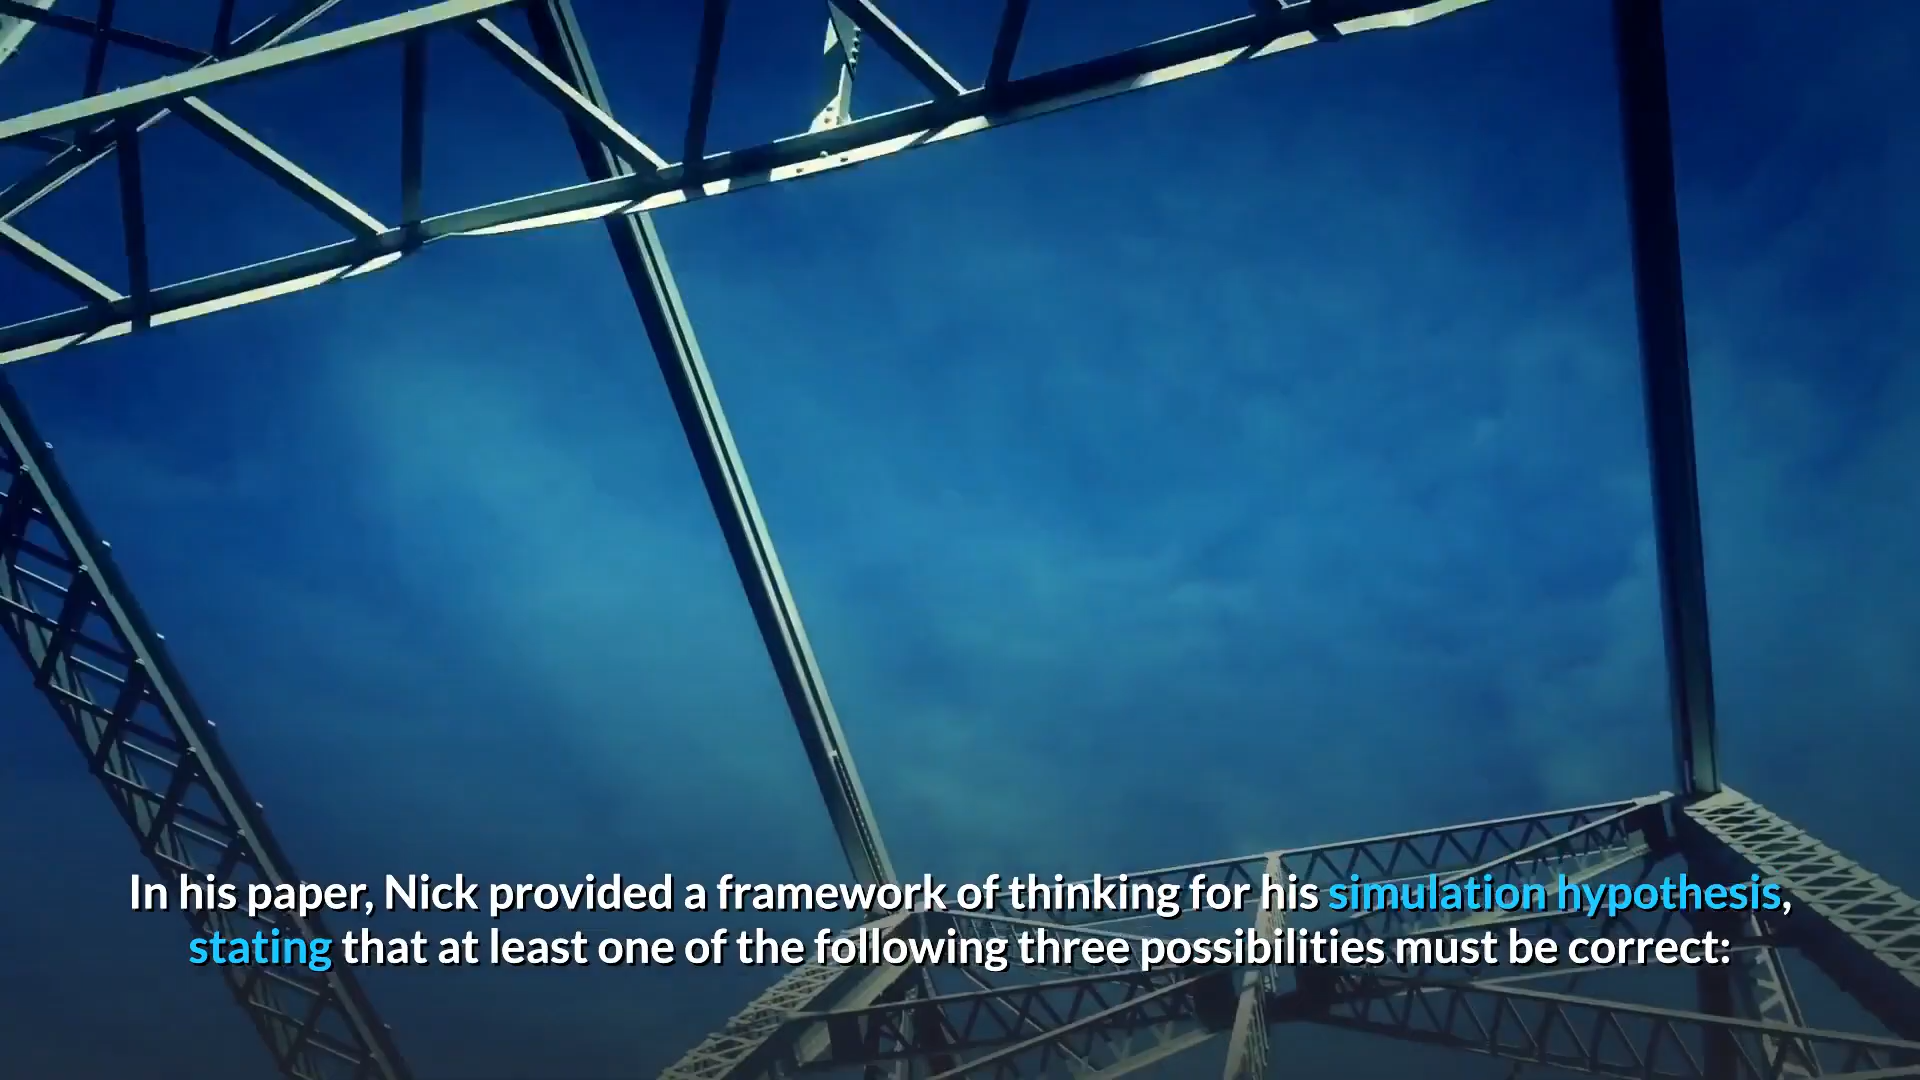 In his paper, Nick provided a framework of thinking for his simulation hypothesis,
stating that at least one of the following three possibilities must be correct: